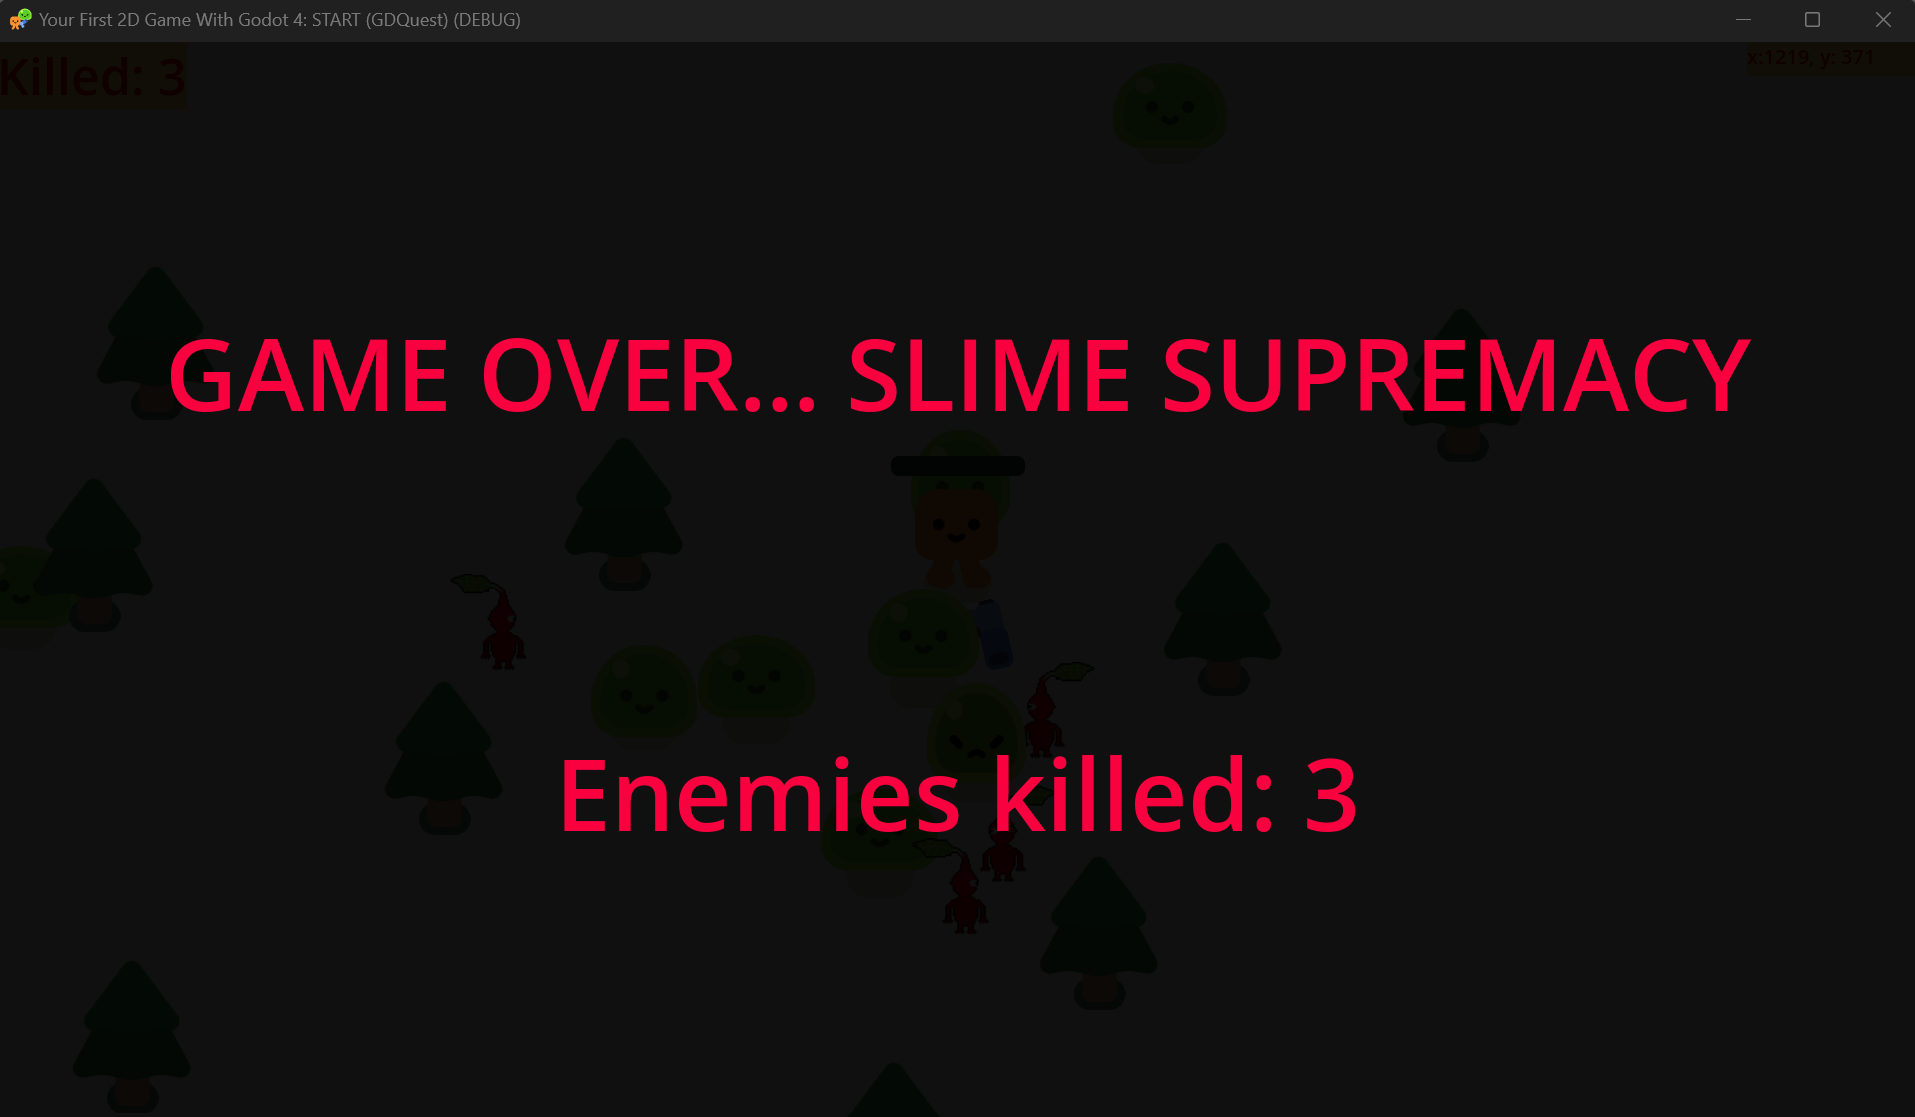 Your First 2D Game With Godot 4: START (GDQuest) (DEBUG)
Killed: 3
x:1219, y: 371
GAME OVER... SLIME SUPREMACY
Enemies killed: 3